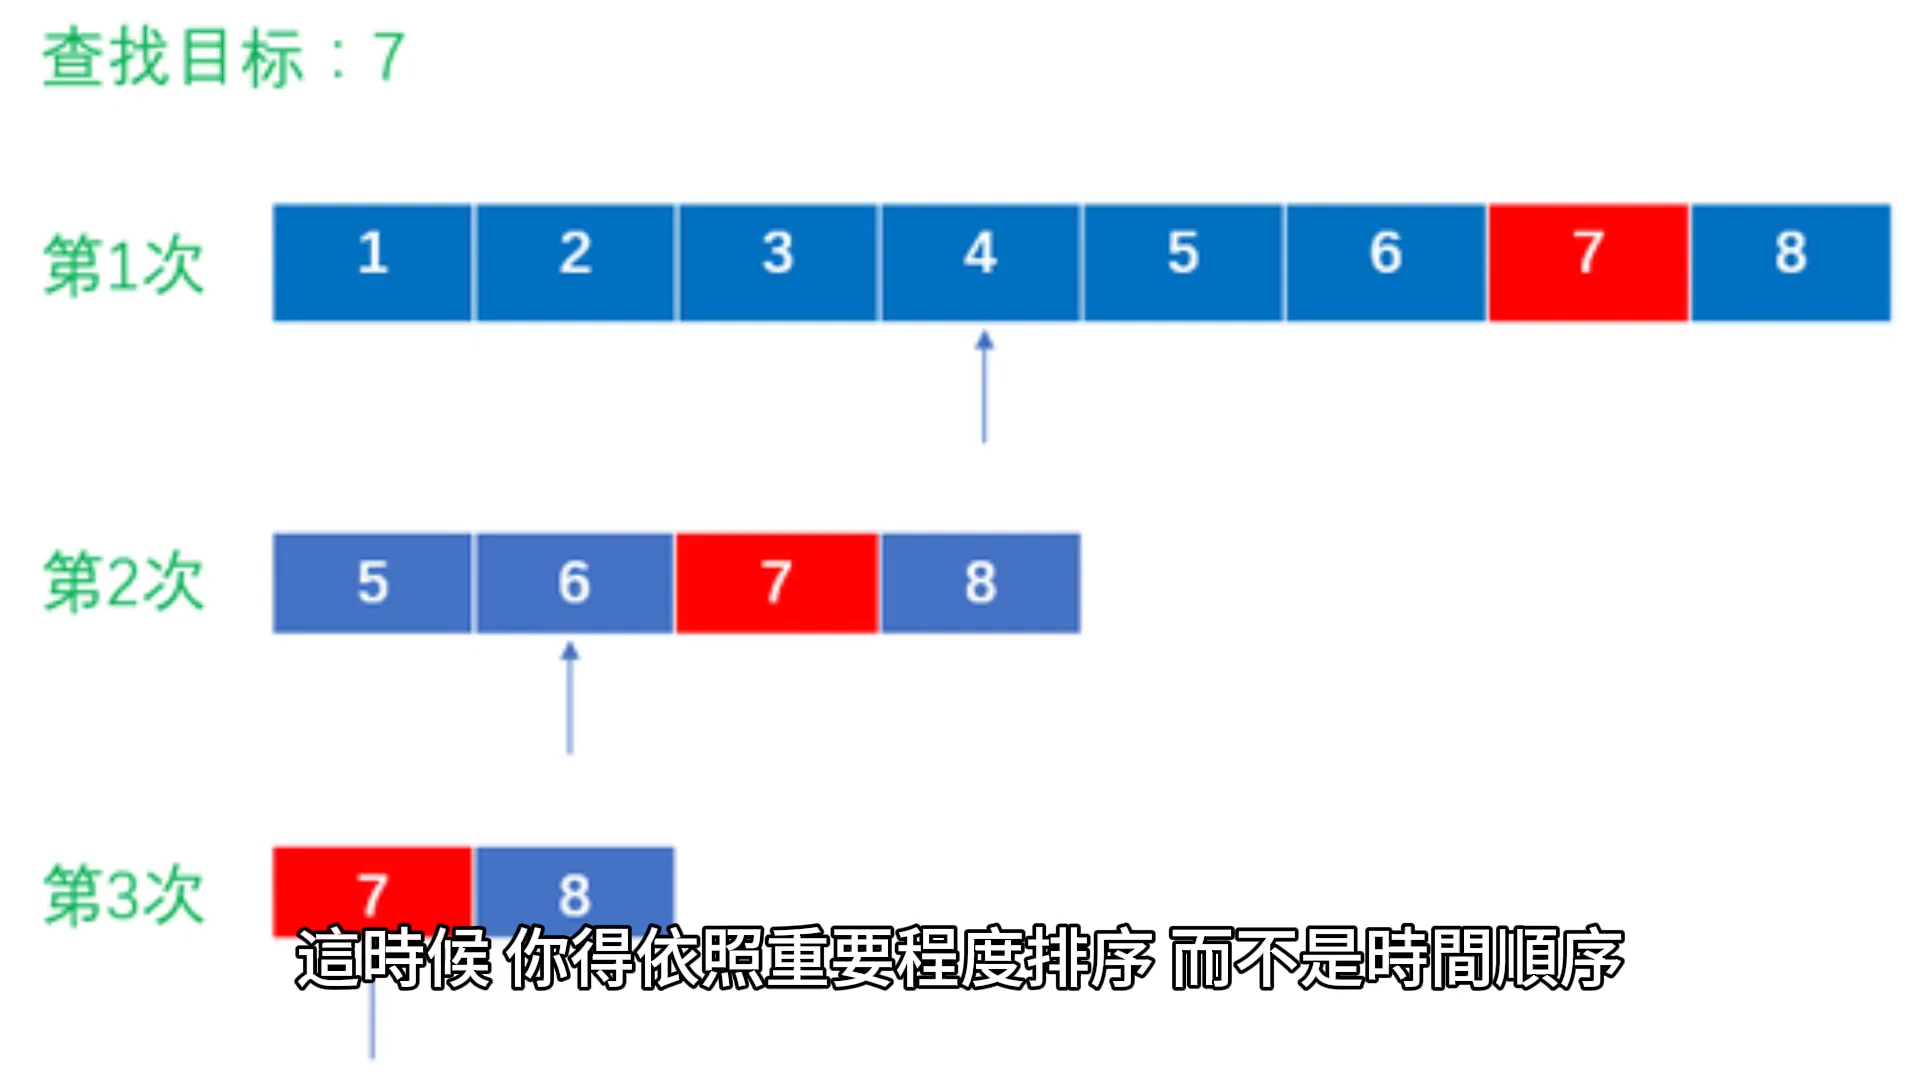 查找目标：7
第1次 1 2 3 4 5 6 7 8
第2次 5 6 7 8
第3次 7 8
這時候 你得依照重要程度排序 而不是時間順序